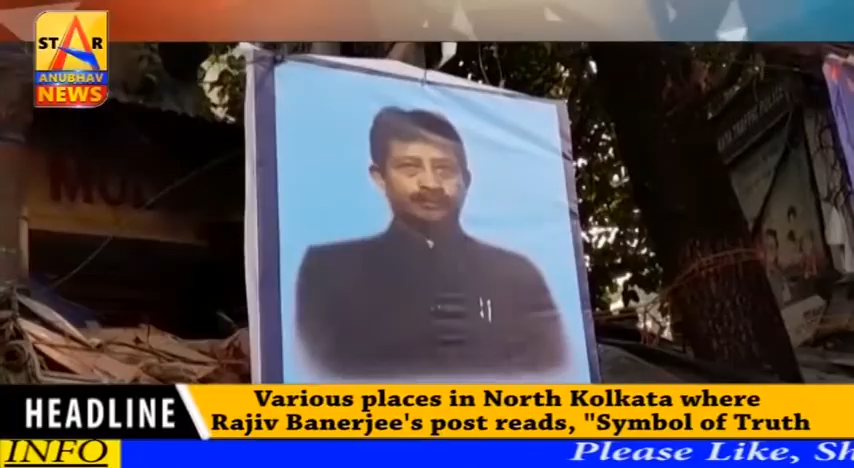 STAR
ANUBHAV
NEWS
HEADLINE
Various places in North Kolkata where
Rajiv Banerjee's post reads, "Symbol of Truth
INFO
Please Like, Sh